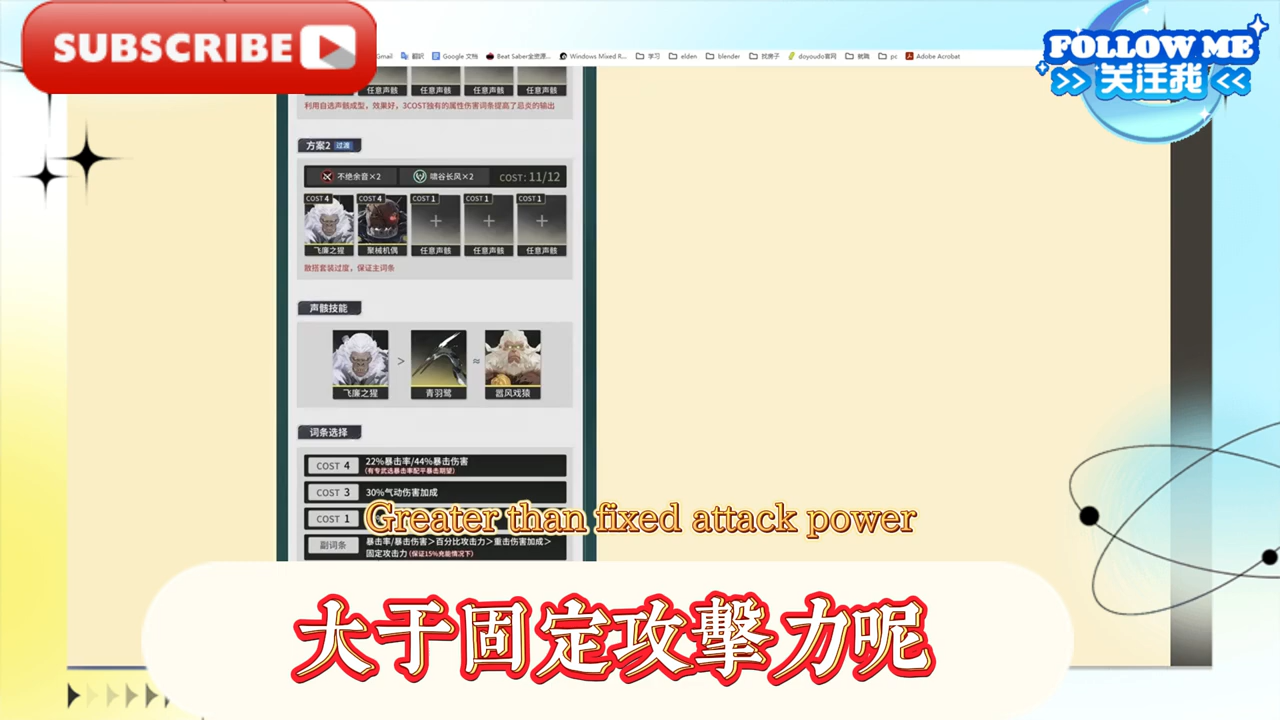 SUBSCRIBE
FOLLOW ME
关注我
Gmail 翻译 Google 文档 Beat Saber全资源... Windows Mixed R... 学习 elden blender 找房子 doyoudo官网 就职 pc Adobe Acrobat
任意声骸 任意声骸 任意声骸 任意声骸
利用自选声骸成型，效果好，3COST独有的属性伤害词条提高了忌炎的输出
方案2 过渡
不绝余音×2 啸谷长风×2 COST: 11/12
COST 4 COST 4 COST 1 COST 1 COST 1
飞廉之猩 聚械机偶 任意声骸 任意声骸 任意声骸
散搭套装过度，保证主词条
声骸技能
> ≈
飞廉之猩 青羽鹭 嚣风戏猿
词条选择
COST 4 22%暴击率/44%暴击伤害
(有专武选暴击率配平暴击期望)
COST 3 30%气动伤害加成
COST 1
Greater than fixed attack power
副词条 暴击率/暴击伤害＞百分比攻击力＞重击伤害加成＞
固定攻击力 (保证15%充能情况下)
大于固定攻擊力呢